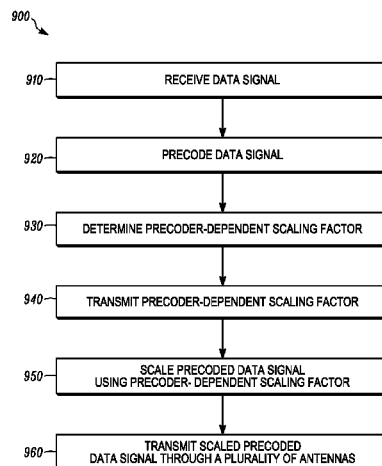 900
910
RECEIVE DATA SIGNAL
920
PRECODE DATA SIGNAL
930
DETERMINE PRECODER-DEPENDENT SCALING FACTOR
940
TRANSMIT PRECODER-DEPENDENT SCALING FACTOR
950
SCALE PRECODED DATA SIGNAL
USING PRECODER- DEPENDENT SCALING FACTOR
960
TRANSMIT SCALED PRECODED
DATA SIGNAL THROUGH A PLURALITY OF ANTENNAS